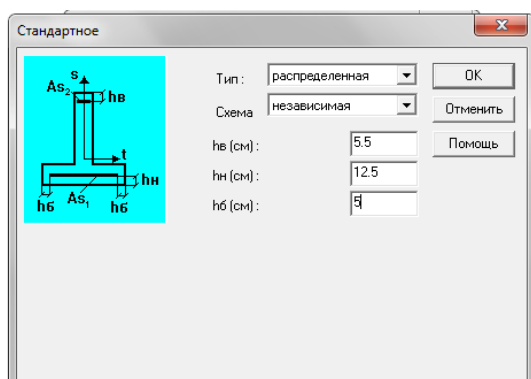 Стандартное
s
As2
hв
t
hн
hб
As1
hб
Тип :
распределенная
OK
Схема
независимая
Отменить
hв (см) :
5.5
Помощь
hн (см) :
12.5
hб (см) :
5